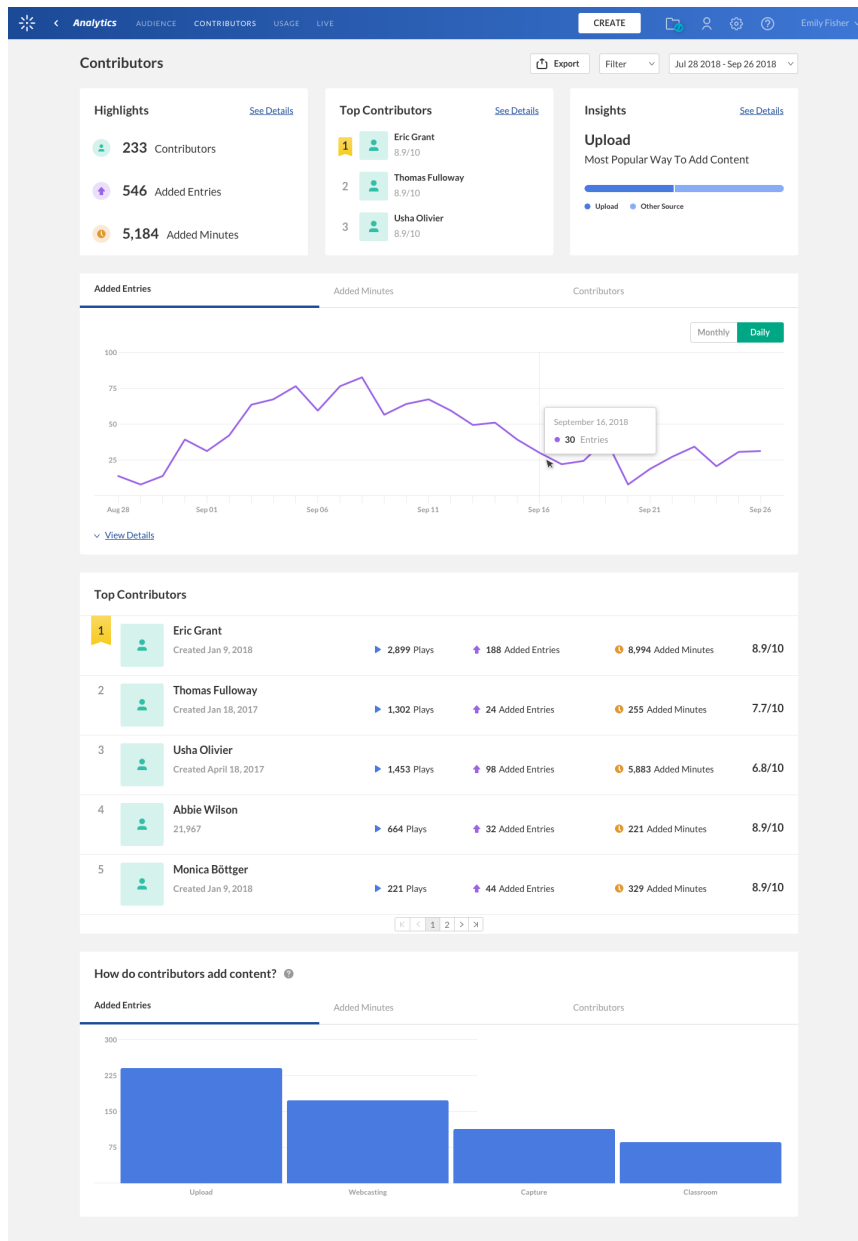 Analytics AUDIENCE CONTRIBUTORS USAGE LIVE CREATE Emily Fisher
Contributors Export Filter Jul 28 2018 - Sep 26 2018
Highlights See Details
233 Contributors
546 Added Entries
5,184 Added Minutes
Top Contributors See Details
1 Eric Grant
8.9/10
2 Thomas Fulloway
8.9/10
3 Usha Olivier
8.9/10
Insights See Details
Upload
Most Popular Way To Add Content
Upload Other Source
Added Entries Added Minutes Contributors
Monthly Daily
100
75
50
25
September 16, 2018
30 Entries
Aug 28 Sep 01 Sep 06 Sep 11 Sep 16 Sep 21 Sep 26
View Details
Top Contributors
1 Eric Grant
Created Jan 9, 2018 2,899 Plays 188 Added Entries 8,994 Added Minutes 8.9/10
2 Thomas Fulloway
Created Jan 18, 2017 1,302 Plays 24 Added Entries 255 Added Minutes 7.7/10
3 Usha Olivier
Created April 18, 2017 1,453 Plays 98 Added Entries 5,883 Added Minutes 6.8/10
4 Abbie Wilson
21,967 664 Plays 32 Added Entries 221 Added Minutes 8.9/10
5 Monica Böttger
Created Jan 9, 2018 221 Plays 44 Added Entries 329 Added Minutes 8.9/10
1 2
How do contributors add content? ?
Added Entries Added Minutes Contributors
300
225
150
75
Upload Webcasting Capture Classroom